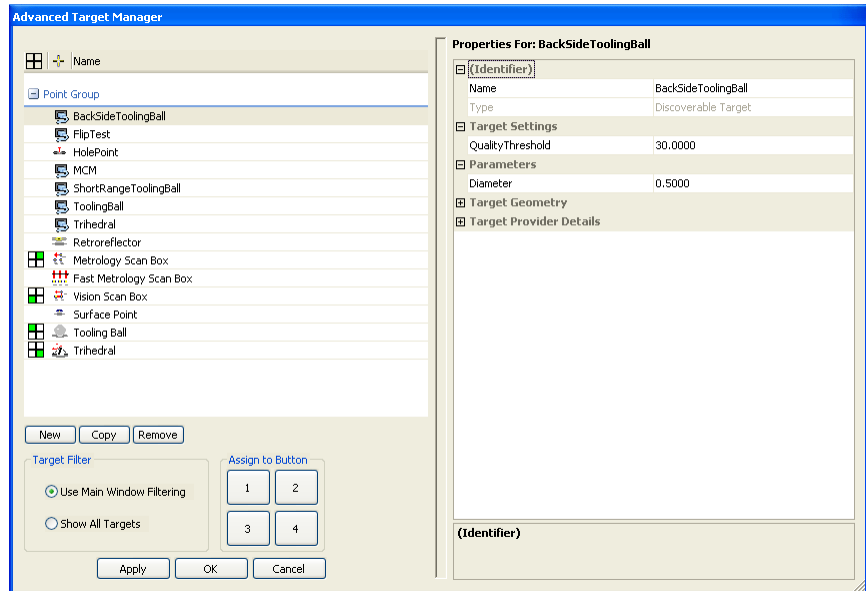 Advanced Target Manager
Name
Point Group
BackSideToolingBall
FlipTest
HolePoint
MCM
ShortRangeToolingBall
ToolingBall
Trihedral
Retroreflector
Metrology Scan Box
Fast Metrology Scan Box
Vision Scan Box
Surface Point
Tooling Ball
Trihedral
New Copy Remove
Target Filter
Use Main Window Filtering
Show All Targets
Assign to Button
1 2
3 4
Apply OK Cancel
Properties For: BackSideToolingBall
(Identifier)
Name BackSideToolingBall
Type Discoverable Target
Target Settings
QualityThreshold 30.0000
Parameters
Diameter 0.5000
Target Geometry
Target Provider Details
(Identifier)